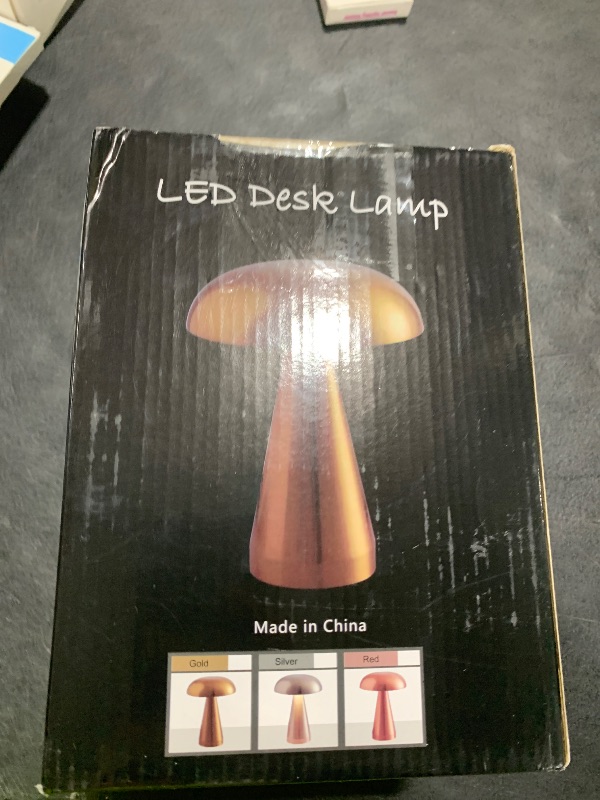 LED Desk Lamp
Made in China
Gold
Silver
Red